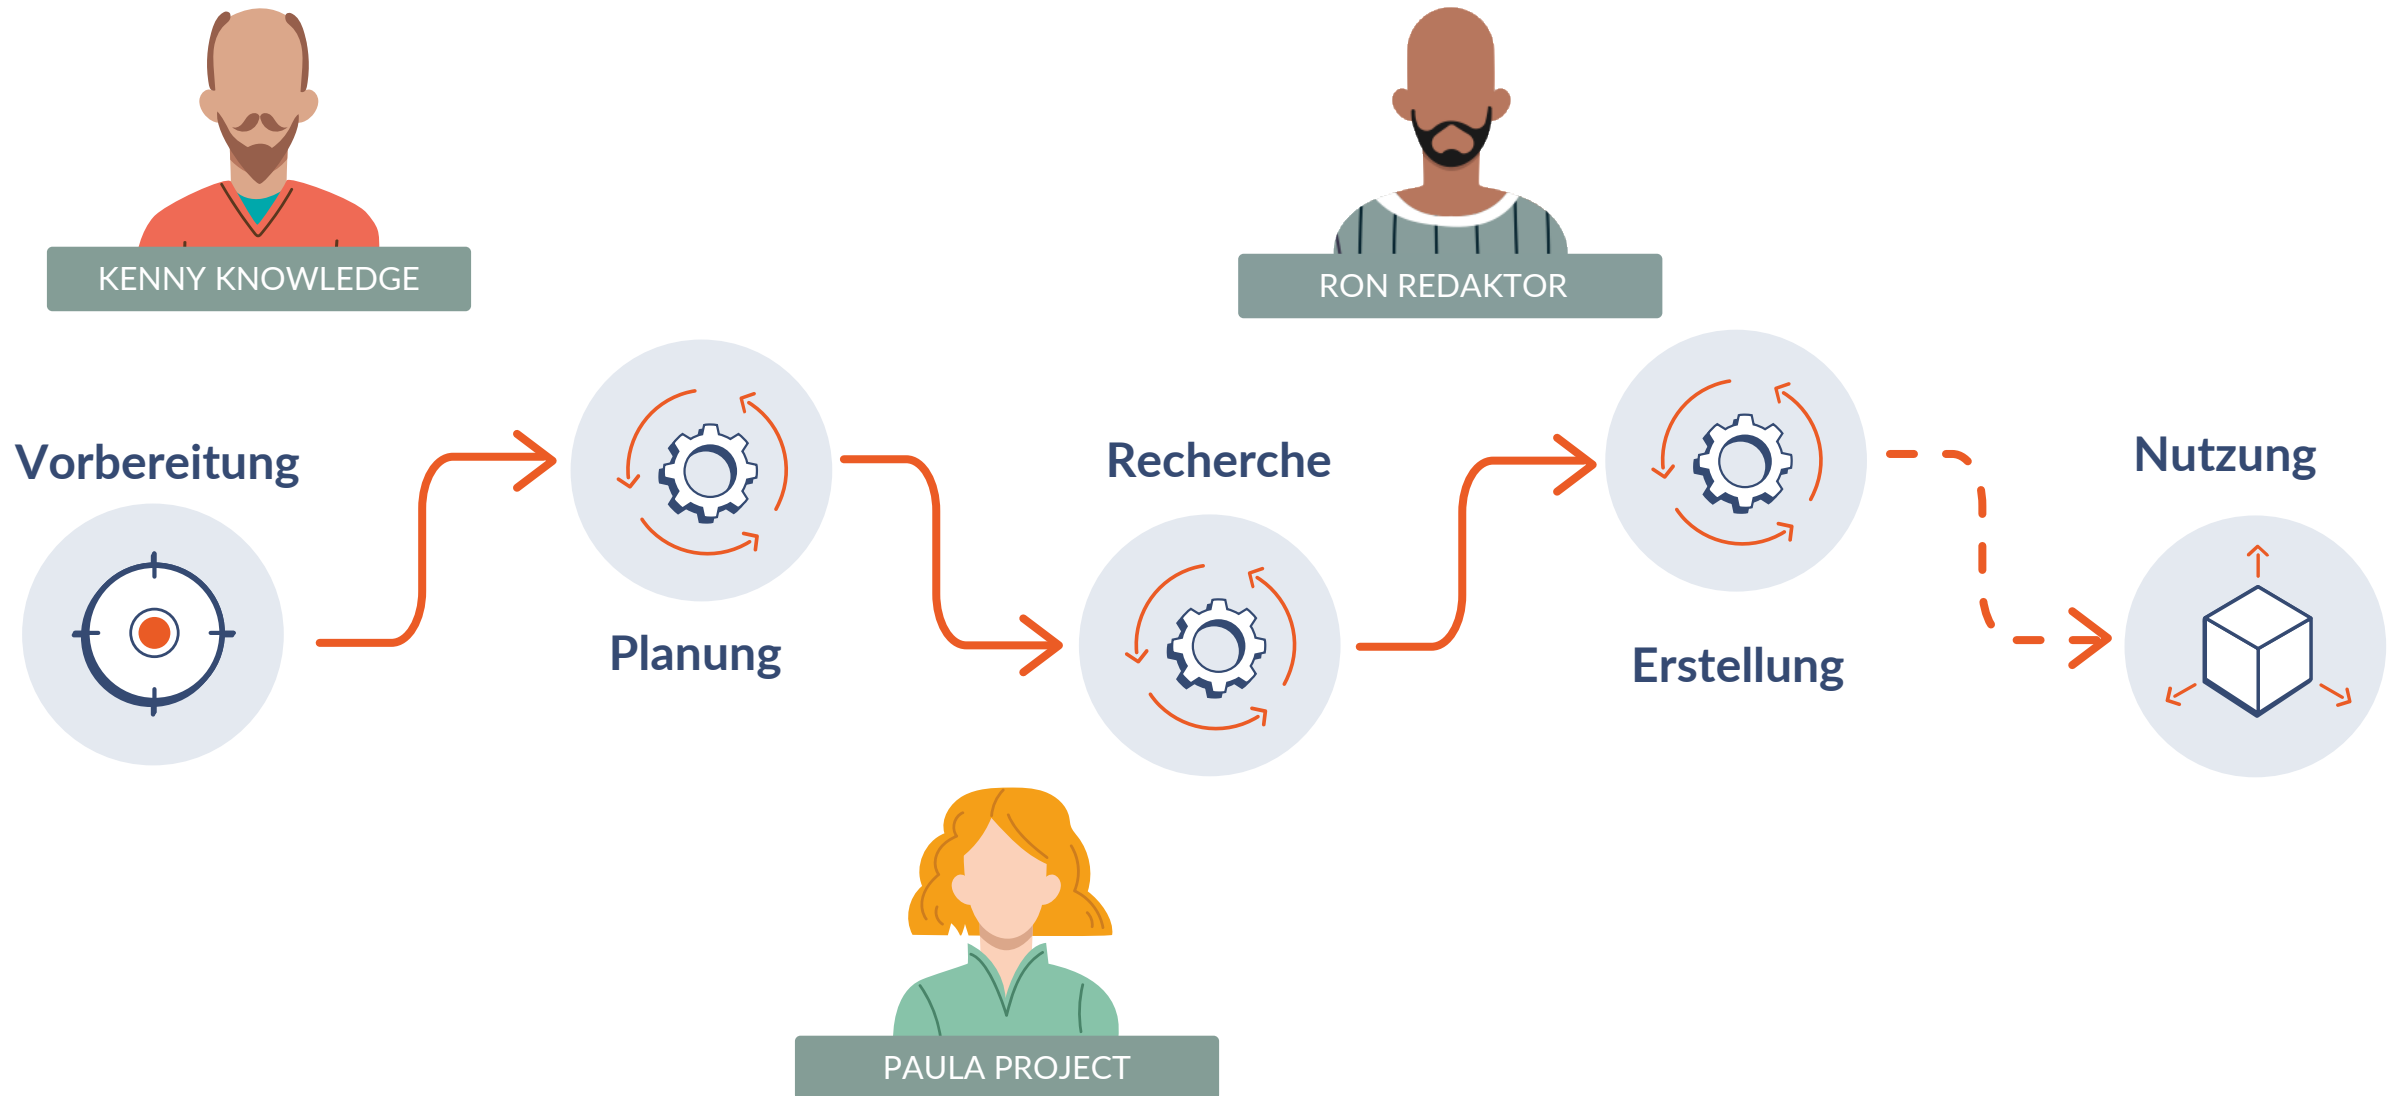 KENNY KNOWLEDGE
RON REDAKTOR
Vorbereitung
Planung
Recherche
Erstellung
Nutzung
PAULA PROJECT